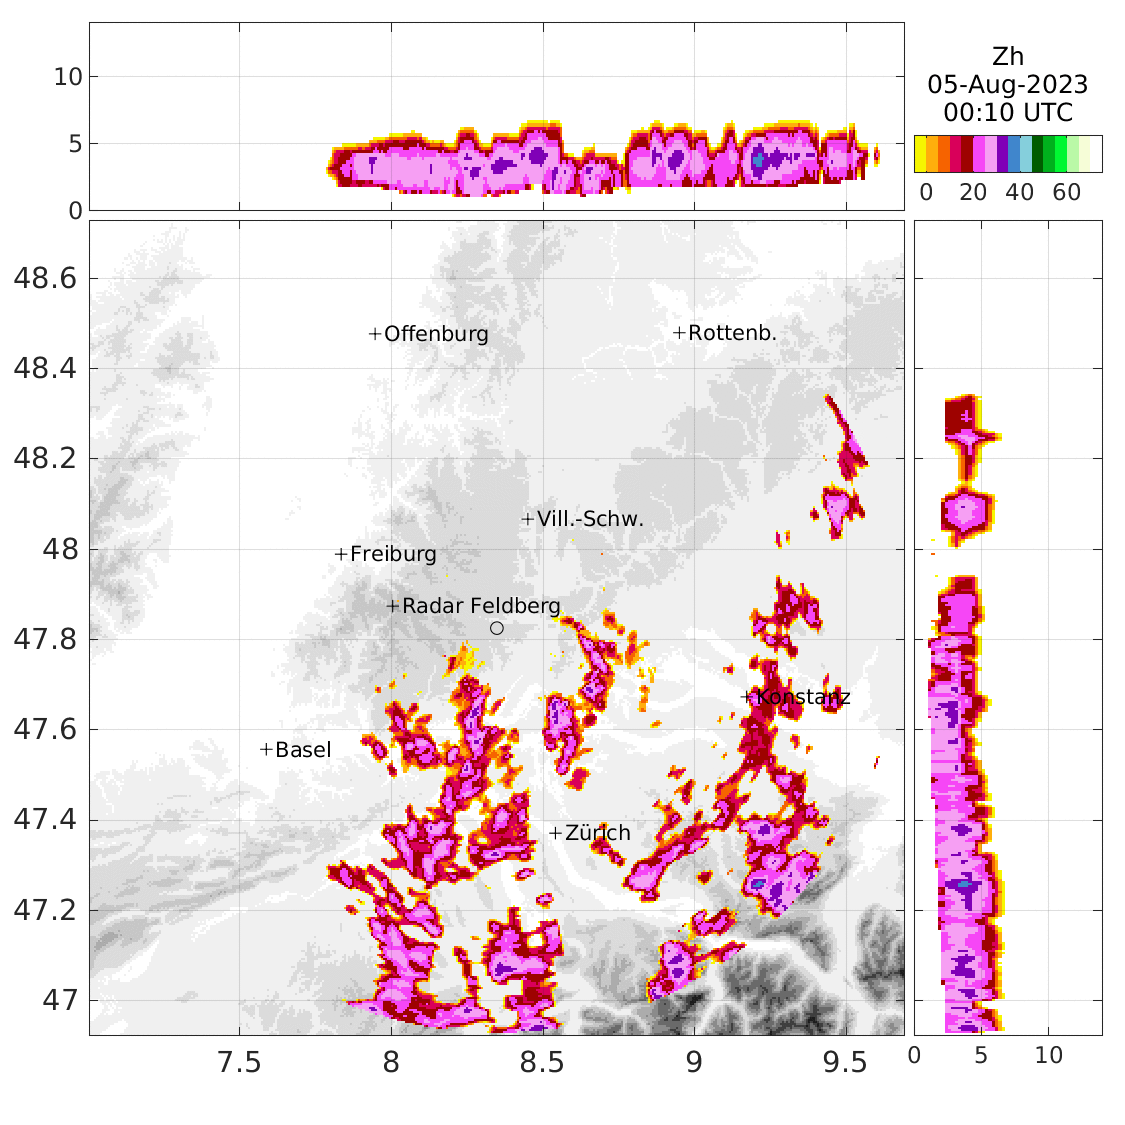 10
5
0
Zh
05-Aug-2023
00:10 UTC
0 20 40 60
48.6
48.4
48.2
48
47.8
47.6
47.4
47.2
47
+Offenburg
+Rottenb.
+Vill.-Schw.
+Freiburg
+Radar Feldberg
+Konstanz
+Basel
+Zürich
7.5 8 8.5 9 9.5
0 5 10